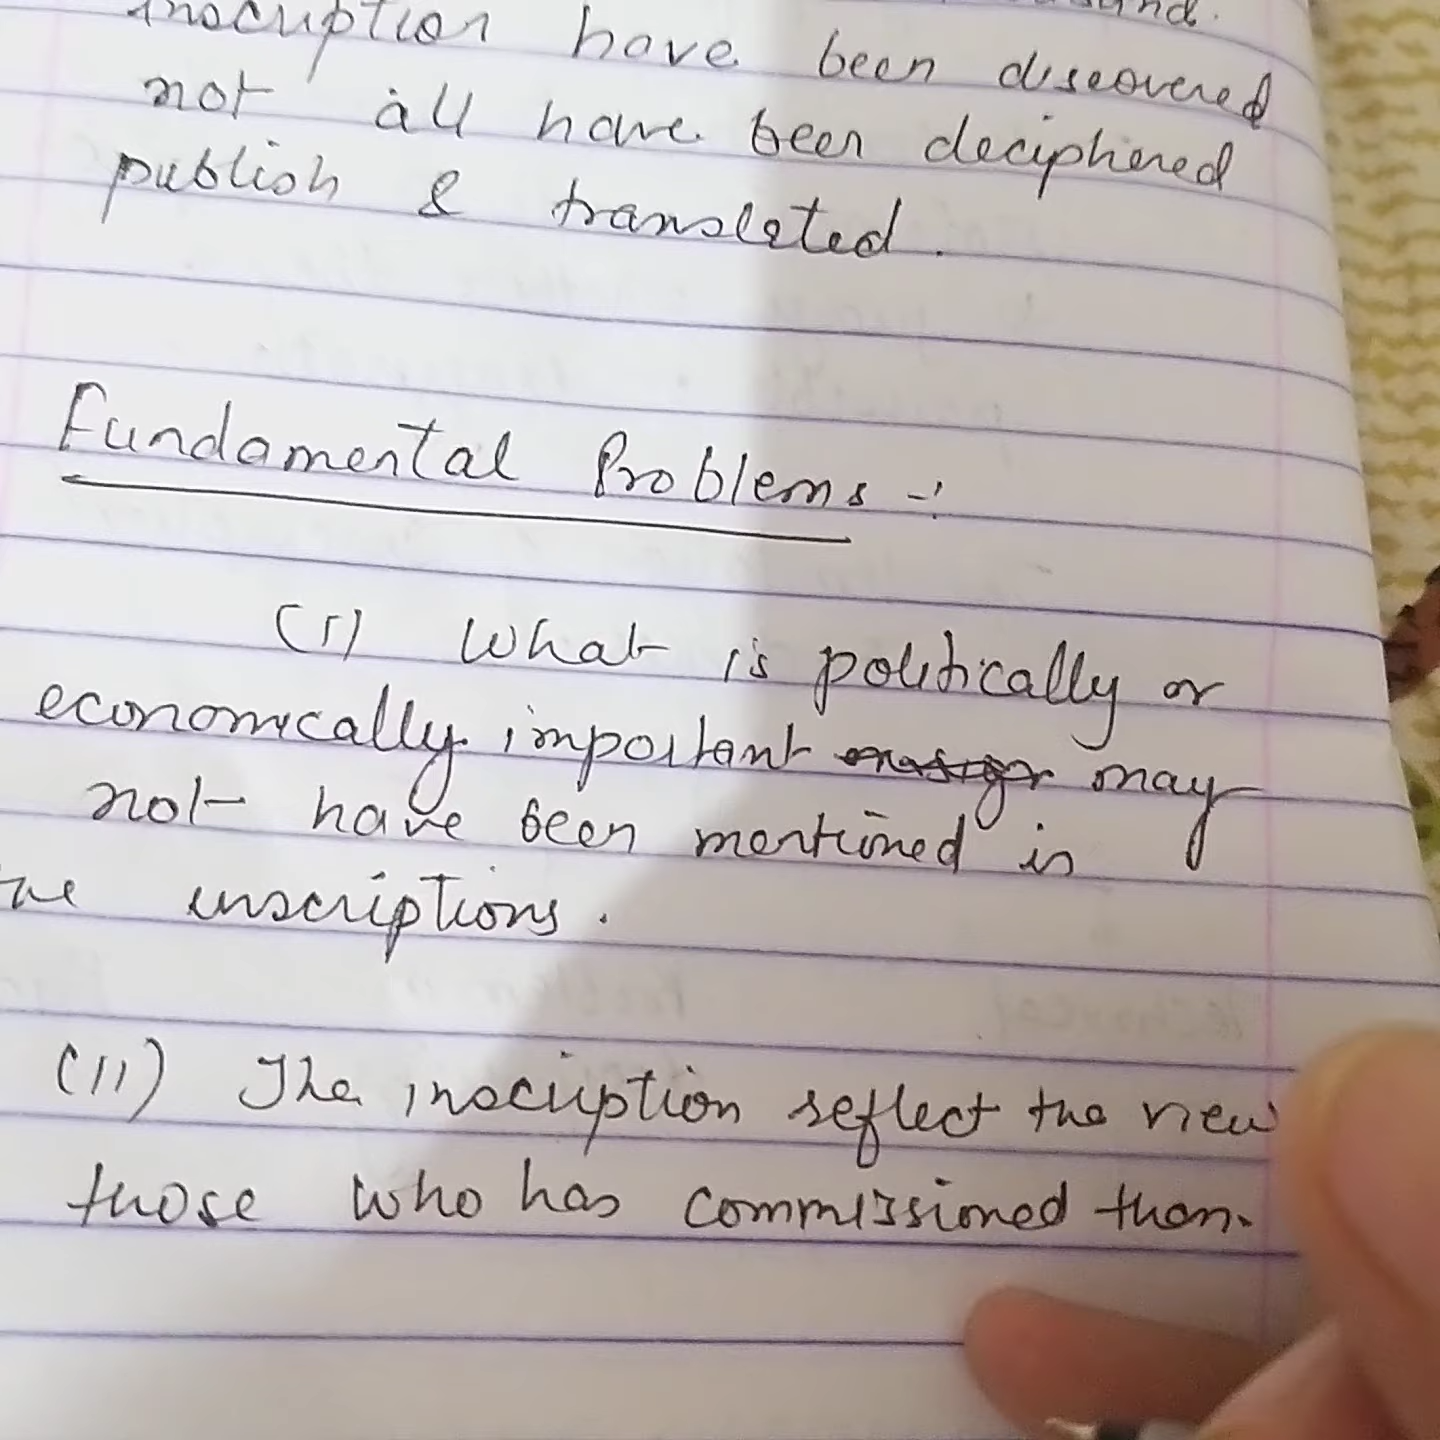 inscription have been discovered
not all have been deciphered
publish & translated.
Fundamental Problems -:
(I) What is politically or
economically important may
not have been mentioned in
inscriptions.
(II) The inscription reflect the view
those who has commissioned them.